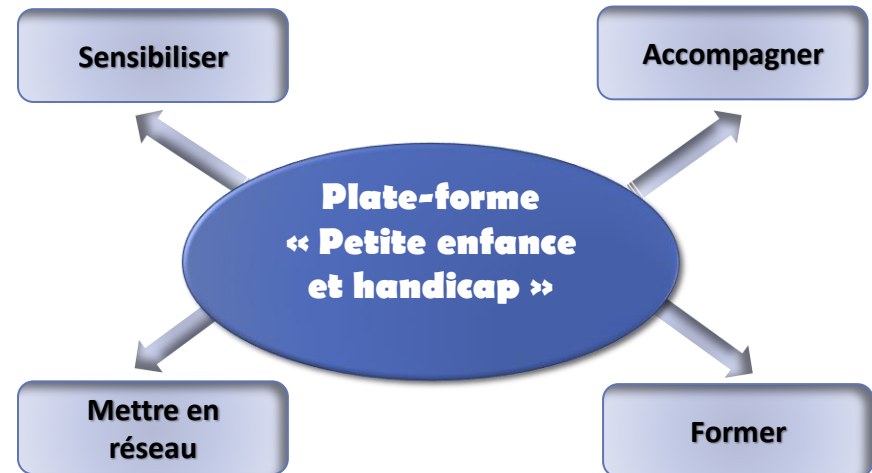 Sensibiliser
Accompagner
Plate-forme
« Petite enfance
et handicap »
Mettre en
réseau
Former